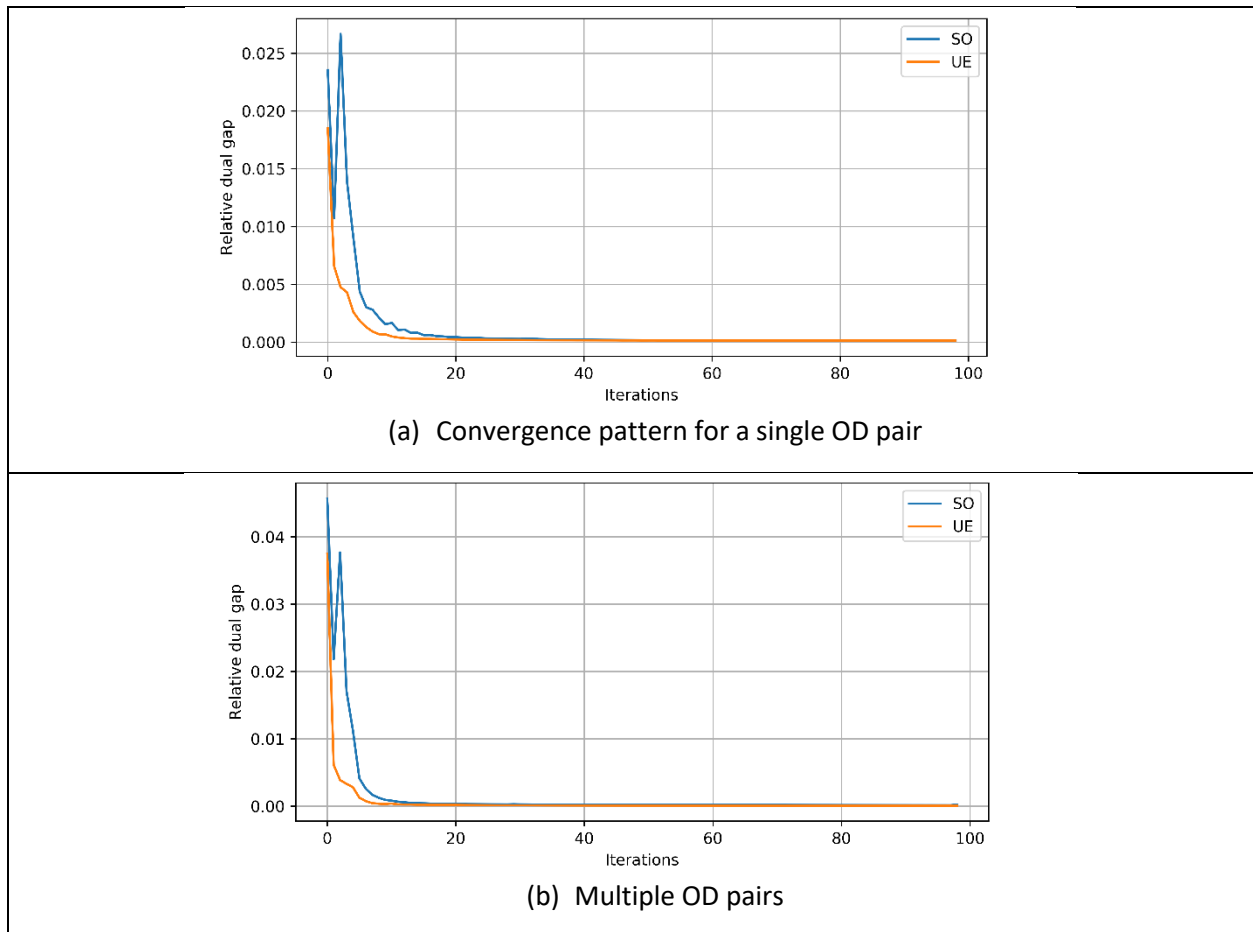 0.025
0.020
0.015
0.010
0.005
0.000
Relative dual gap
SO
UE
0 20 40 60 80 100
Iterations
(a) Convergence pattern for a single OD pair
0.04
0.03
0.02
0.01
0.00
Relative dual gap
SO
UE
0 20 40 60 80 100
Iterations
(b) Multiple OD pairs